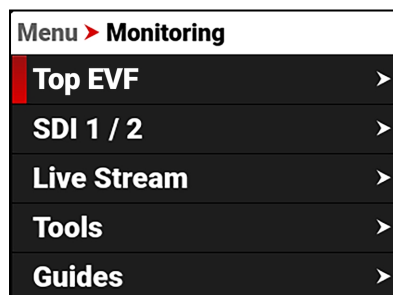 Menu > Monitoring
Top EVF
SDI 1 / 2
Live Stream
Tools
Guides